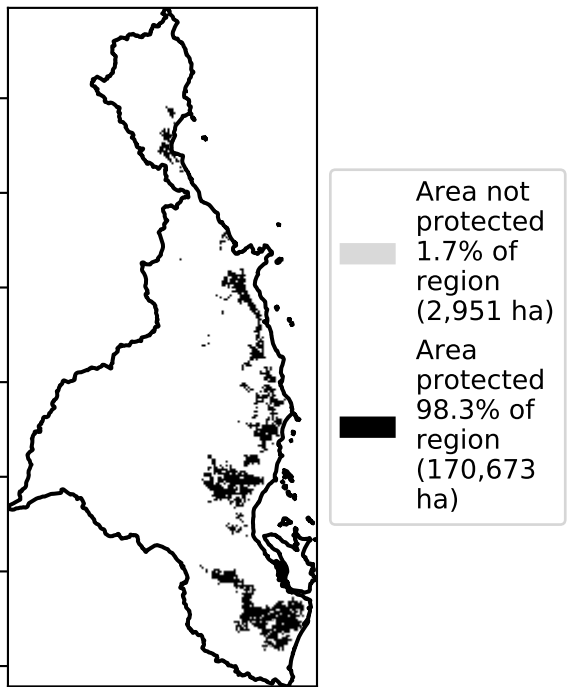 Area not
protected
1.7% of
region
(2,951 ha)
Area
protected
98.3% of
region
(170,673
ha)